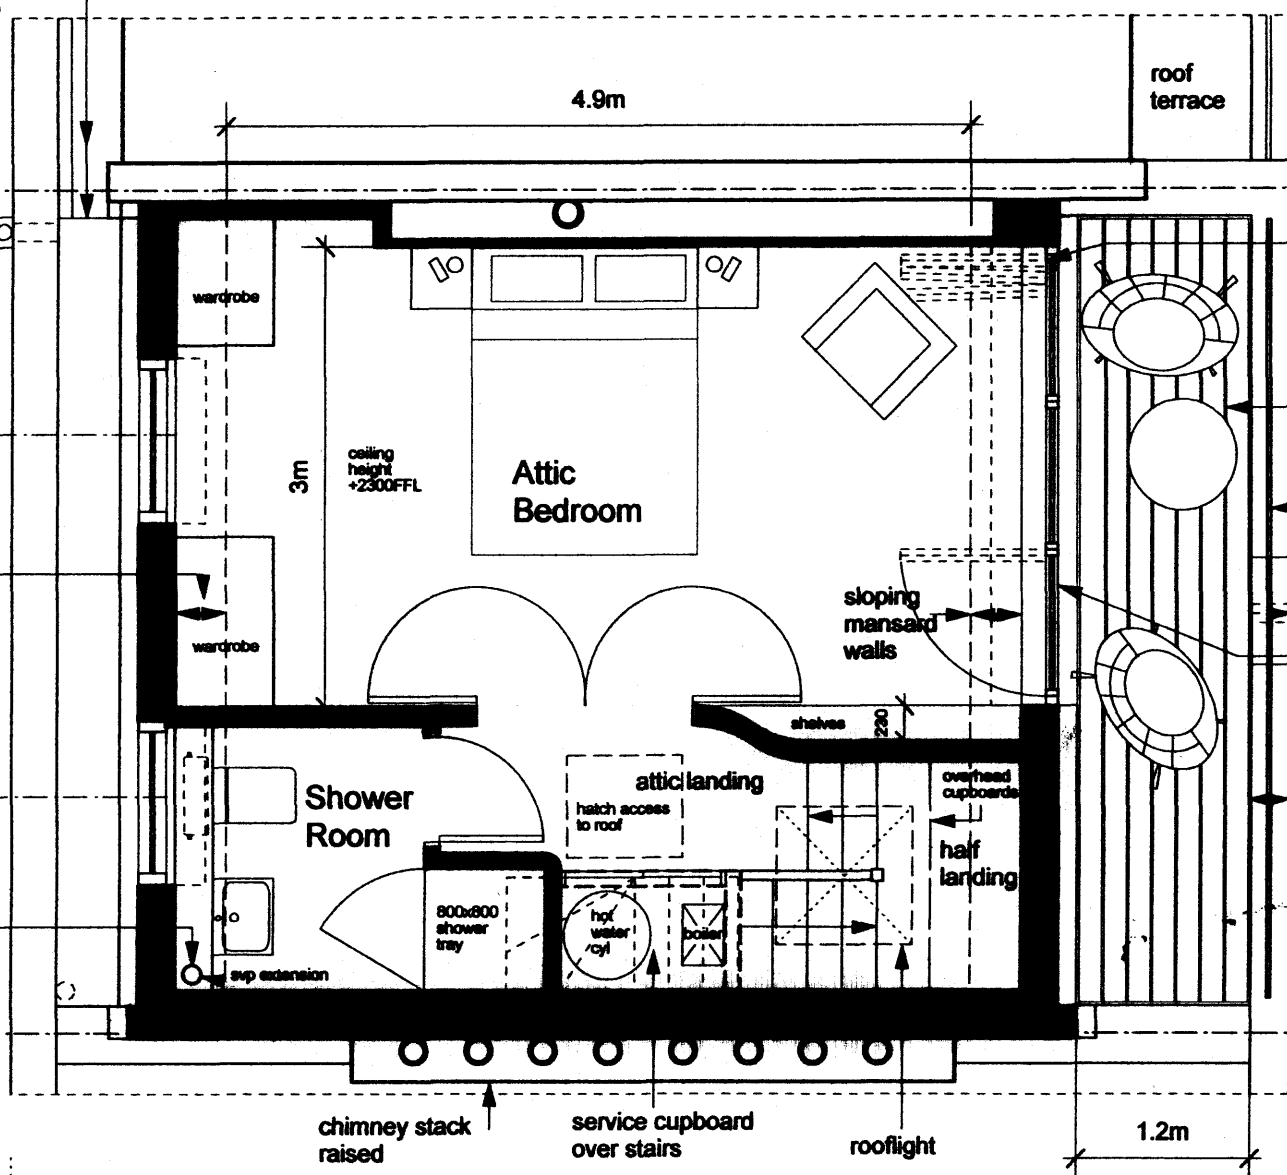 roof
terrace
4.9m
wardrobe
3m
ceiling
height
+2300FFL
Attic
Bedroom
sloping
mansard
walls
wardrobe
shelves
230
attic landing
overhead
cupboards
Shower
Room
hatch access
to roof
half
landing
800x800
shower
tray
hot
water
cyl
boiler
svp extension
chimney stack
raised
service cupboard
over stairs
rooflight
1.2m